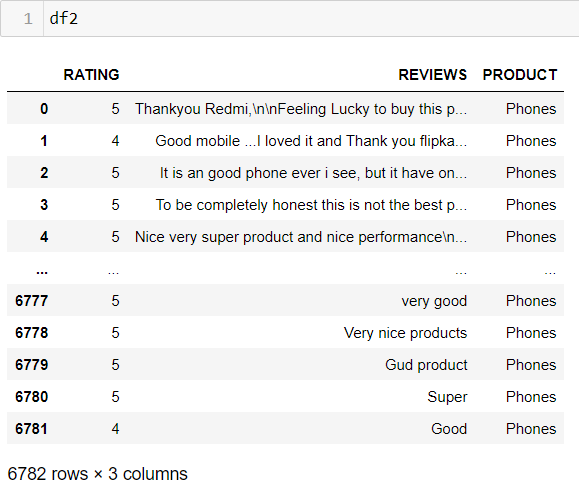 1 df2
RATING REVIEWS PRODUCT
0 5 Thankyou Redmi,\n\nFeeling Lucky to buy this p... Phones
1 4 Good mobile ...I loved it and Thank you flipka... Phones
2 5 It is an good phone ever i see, but it have on... Phones
3 5 To be completely honest this is not the best p... Phones
4 5 Nice very super product and nice performance\n... Phones
... ... ... ...
6777 5 very good Phones
6778 5 Very nice products Phones
6779 5 Gud product Phones
6780 5 Super Phones
6781 4 Good Phones
6782 rows × 3 columns